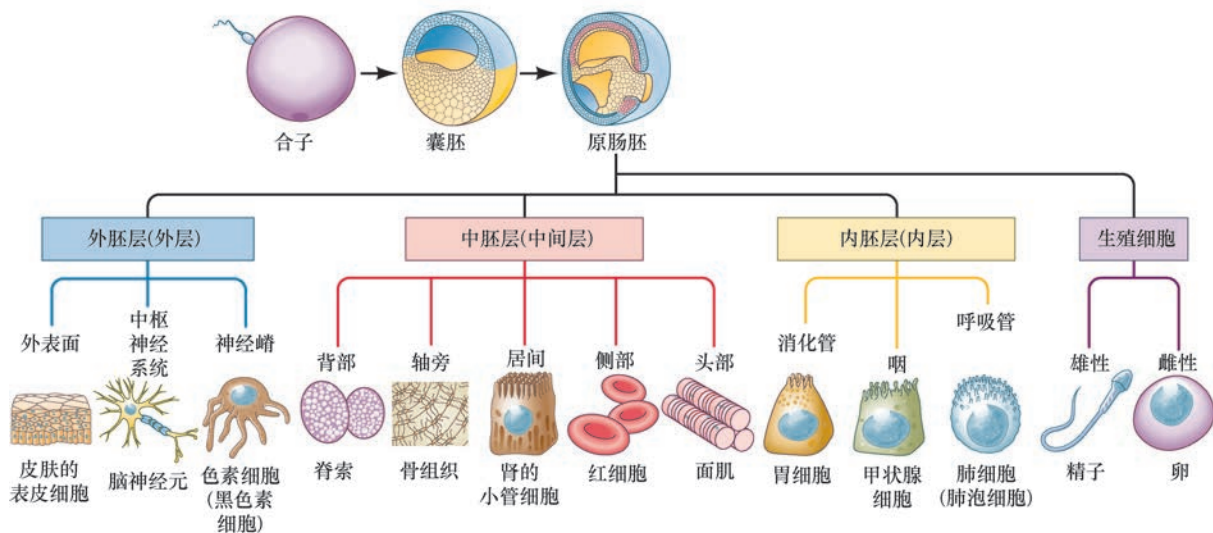 合子
囊胚
原肠胚
外胚层(外层)
中胚层(中间层)
内胚层(内层)
生殖细胞
外表面
中枢
神经
系统
神经嵴
背部
轴旁
居间
侧部
头部
消化管
咽
呼吸管
雄性
雌性
皮肤的
表皮细胞
脑神经元
色素细胞
(黑色素
细胞)
脊索
骨组织
肾的
小管细胞
红细胞
面肌
胃细胞
甲状腺
细胞
肺细胞
(肺泡细胞)
精子
卵